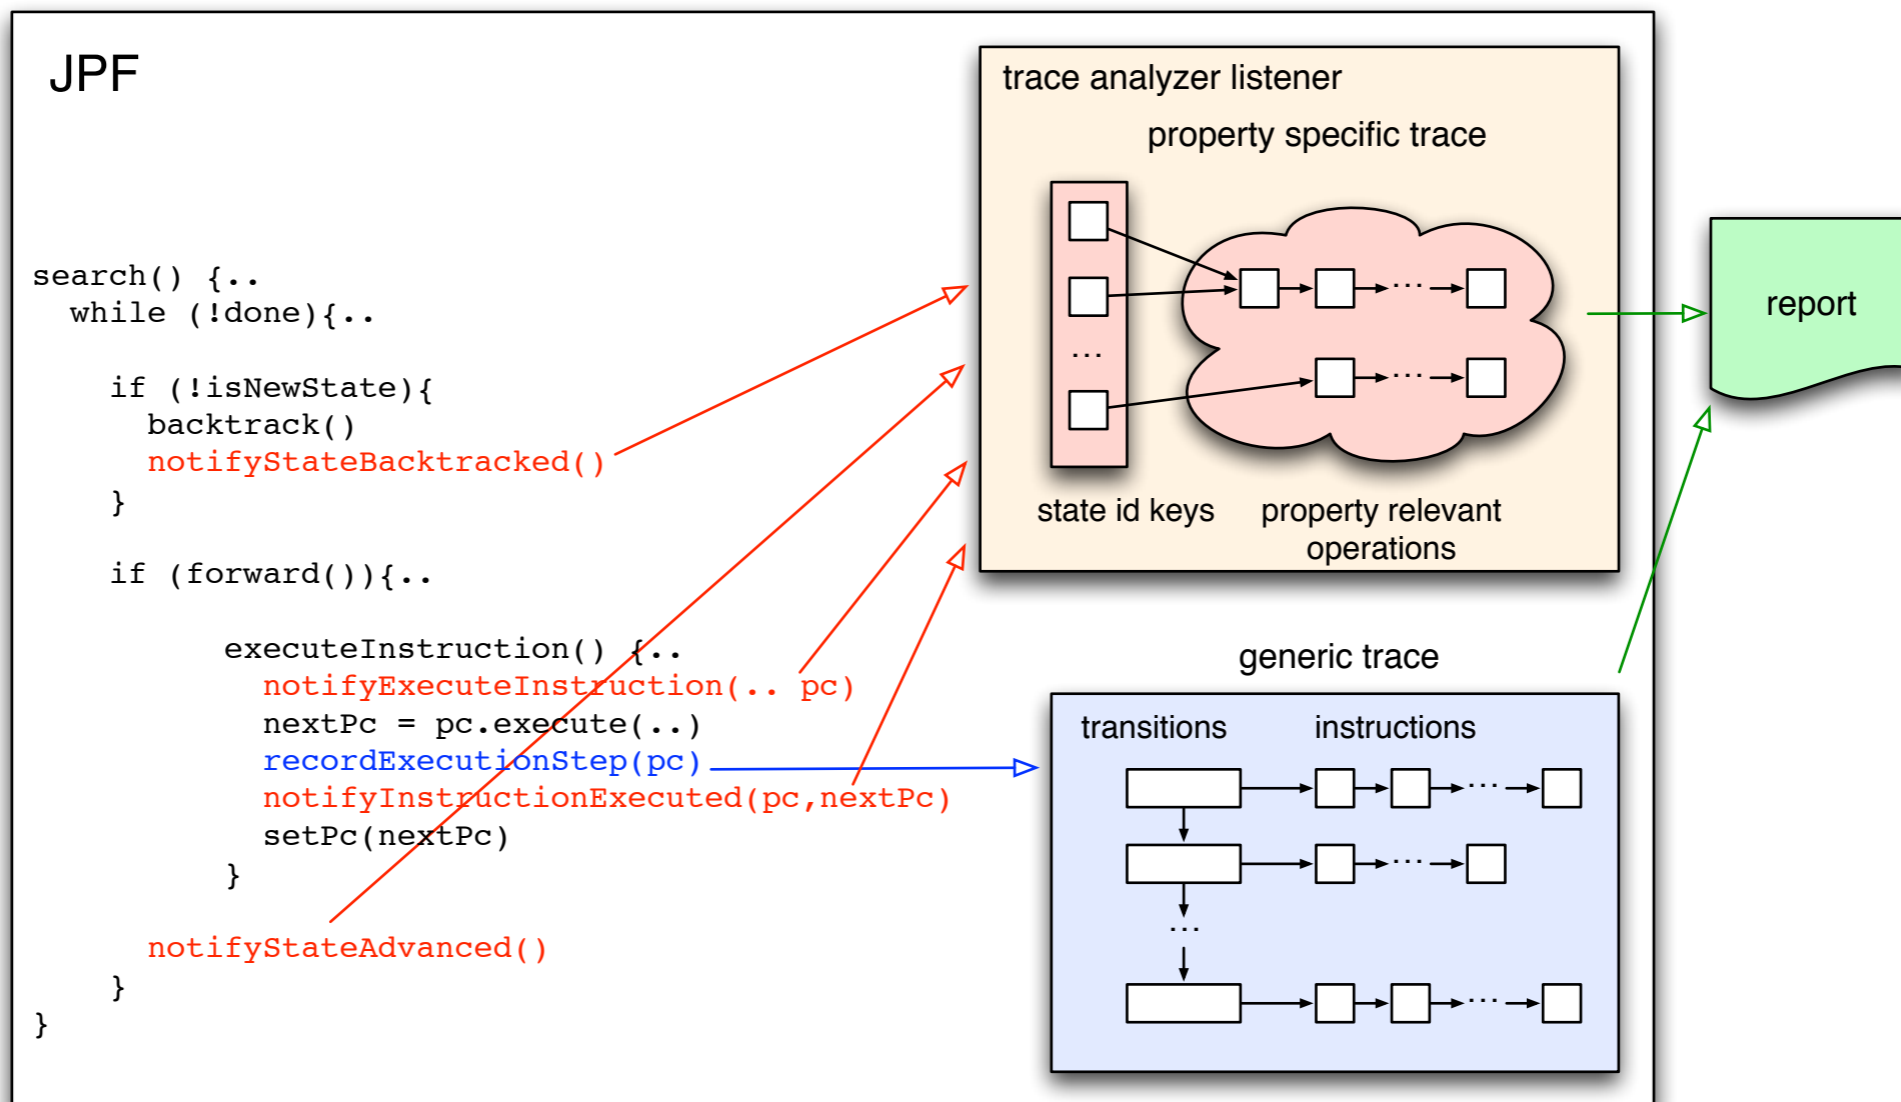 JPF
search() {..
while (!done){..
if (!isNewState){
backtrack()
notifyStateBacktracked()
}
if (forward()){..
executeInstruction() {..
notifyExecuteInstruction(.. pc)
nextPc = pc.execute(..)
recordExecutionStep(pc)
notifyInstructionExecuted(pc,nextPc)
setPc(nextPc)
}
notifyStateAdvanced()
}
}
trace analyzer listener
property specific trace
...
...
...
state id keys
property relevant
operations
generic trace
transitions
instructions
...
...
...
...
report